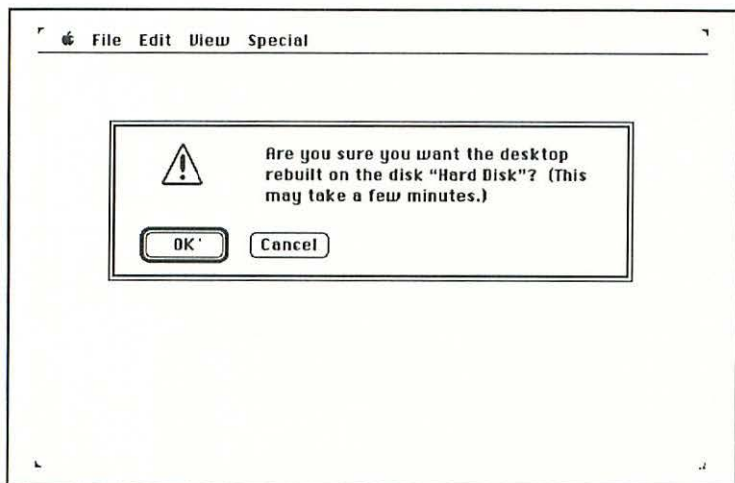 File Edit View Special
Are you sure you want the desktop
rebuilt on the disk “Hard Disk”? (This
may take a few minutes.)
OK Cancel